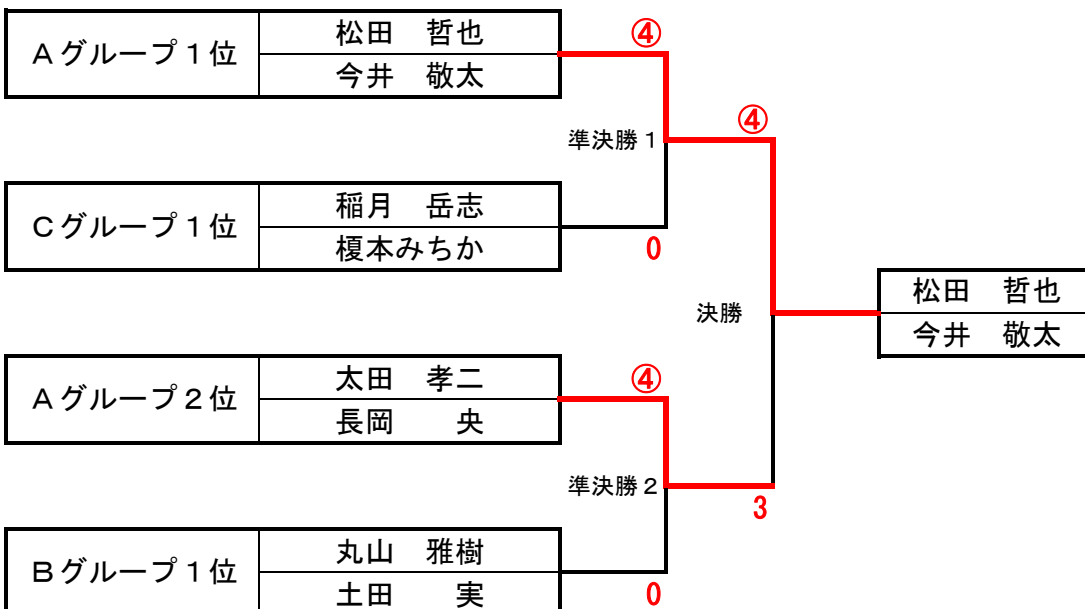 Aグループ1位
松田　哲也
今井　敬太
④
準決勝1
④
Cグループ1位
稲月　岳志
榎本みちか
0
決勝
松田　哲也
今井　敬太
Aグループ2位
太田　孝二
長岡　　央
④
準決勝2
3
Bグループ1位
丸山　雅樹
土田　　実
0